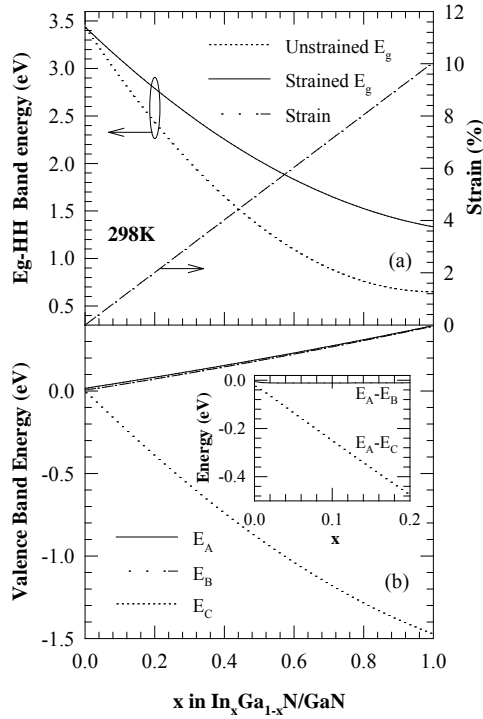 3.5
3.0
2.5
2.0
1.5
1.0
0.5
Eg-HH Band energy (eV)
Unstrained E_g
Strained E_g
Strain
298K
(a)
12
10
8
6
4
2
0
Strain (%)
0.0
-0.5
-1.0
-1.5
Valence Band Energy (eV)
E_A
E_B
E_C
(b)
0.0
-0.2
-0.4
Energy (eV)
E_A-E_B
E_A-E_C
0.0 0.1 0.2
x
0.0 0.2 0.4 0.6 0.8 1.0
x in In_xGa_{1-x}N/GaN